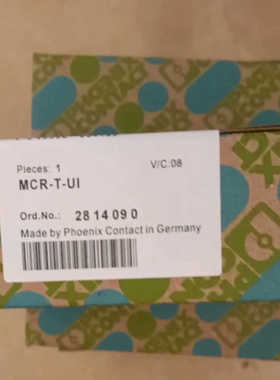 Pieces: 1 V/C:08
MCR-T-UI
Ord.No.: 28 14 09 0
Made by Phoenix Contact in Germany